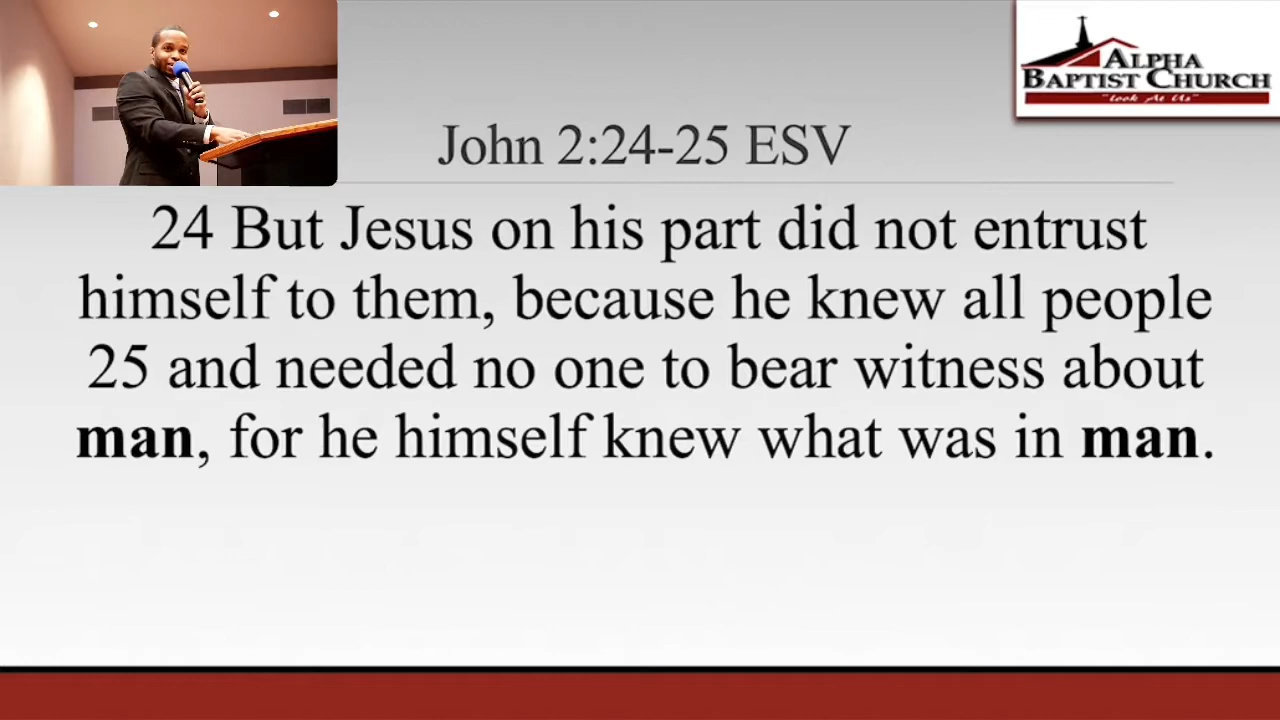 ALPHA
BAPTIST CHURCH
"Look At Us"
John 2:24-25 ESV
24 But Jesus on his part did not entrust
himself to them, because he knew all people
25 and needed no one to bear witness about
man, for he himself knew what was in man.